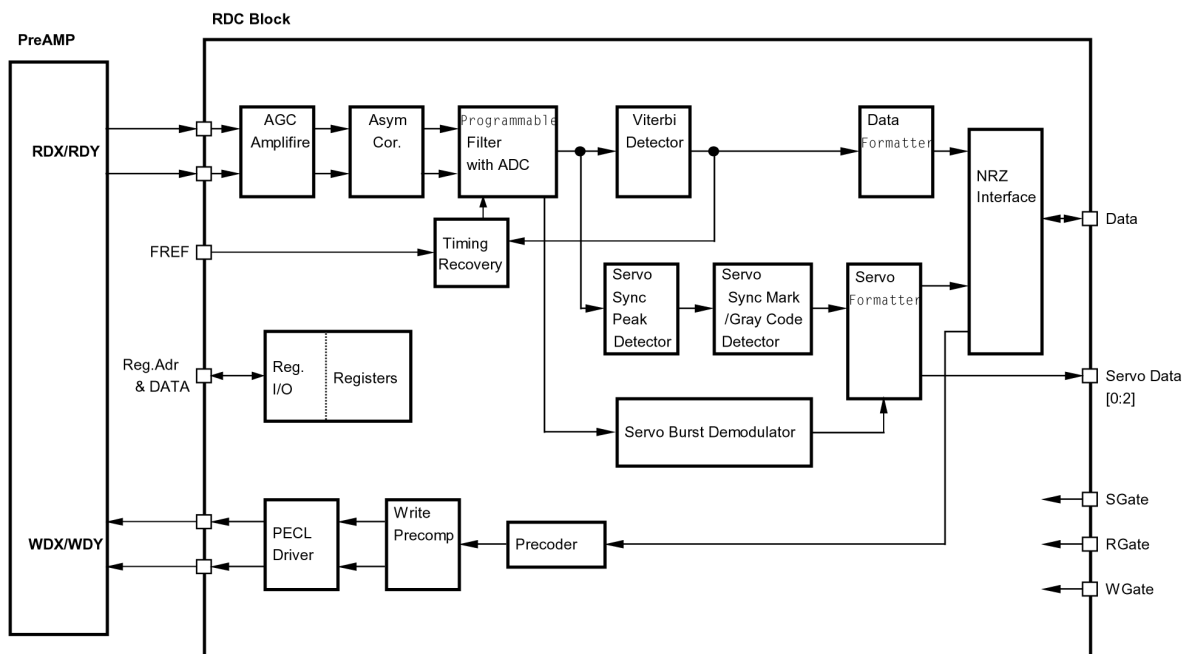 RDC Block
PreAMP
AGC
Amplifire
Asym
Cor.
Programmable
Filter
with ADC
Viterbi
Detector
Data
Formatter
RDX/RDY
NRZ
Interface
Data
FREF
Timing
Recovery
Servo
Sync
Peak
Detector
Servo
Sync Mark
/Gray Code
Detector
Servo
Formatter
Reg.Adr
& DATA
Reg.
I/O
Registers
Servo Data
[0:2]
Servo Burst Demodulator
SGate
WDX/WDY
PECL
Driver
Write
Precomp
Precoder
RGate
WGate